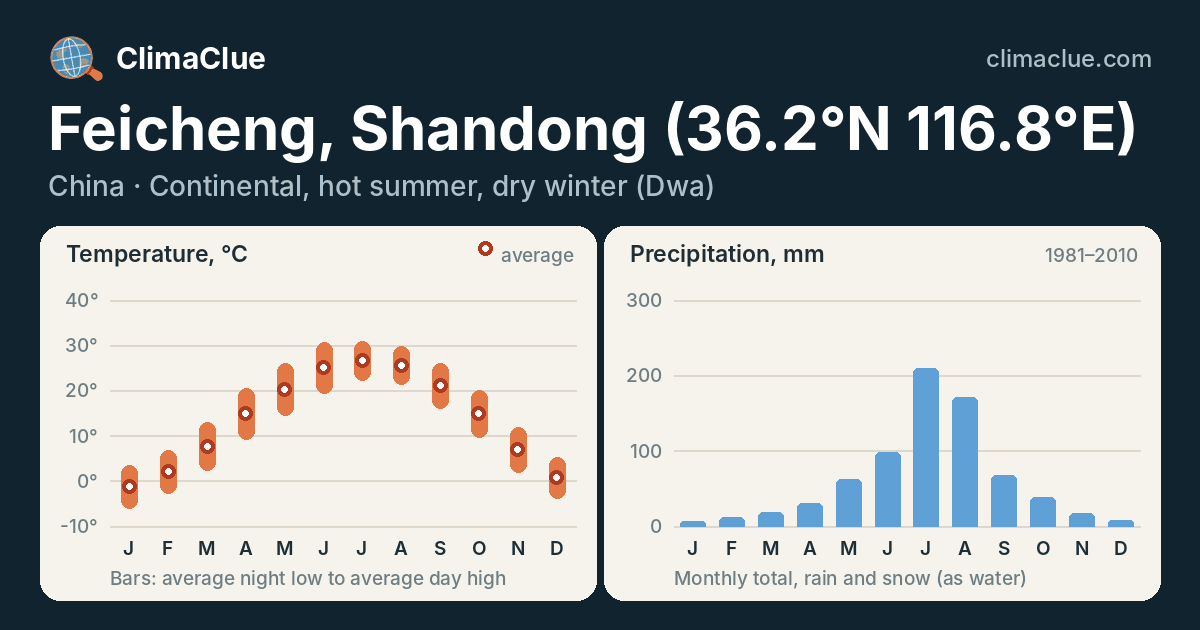 ClimaClue
climaclue.com
Feicheng, Shandong (36.2°N 116.8°E)
China · Continental, hot summer, dry winter (Dwa)
Temperature, °C
average
40°
30°
20°
10°
0°
-10°
J F M A M J J A S O N D
Bars: average night low to average day high
Precipitation, mm
1981–2010
300
200
100
0
J F M A M J J A S O N D
Monthly total, rain and snow (as water)